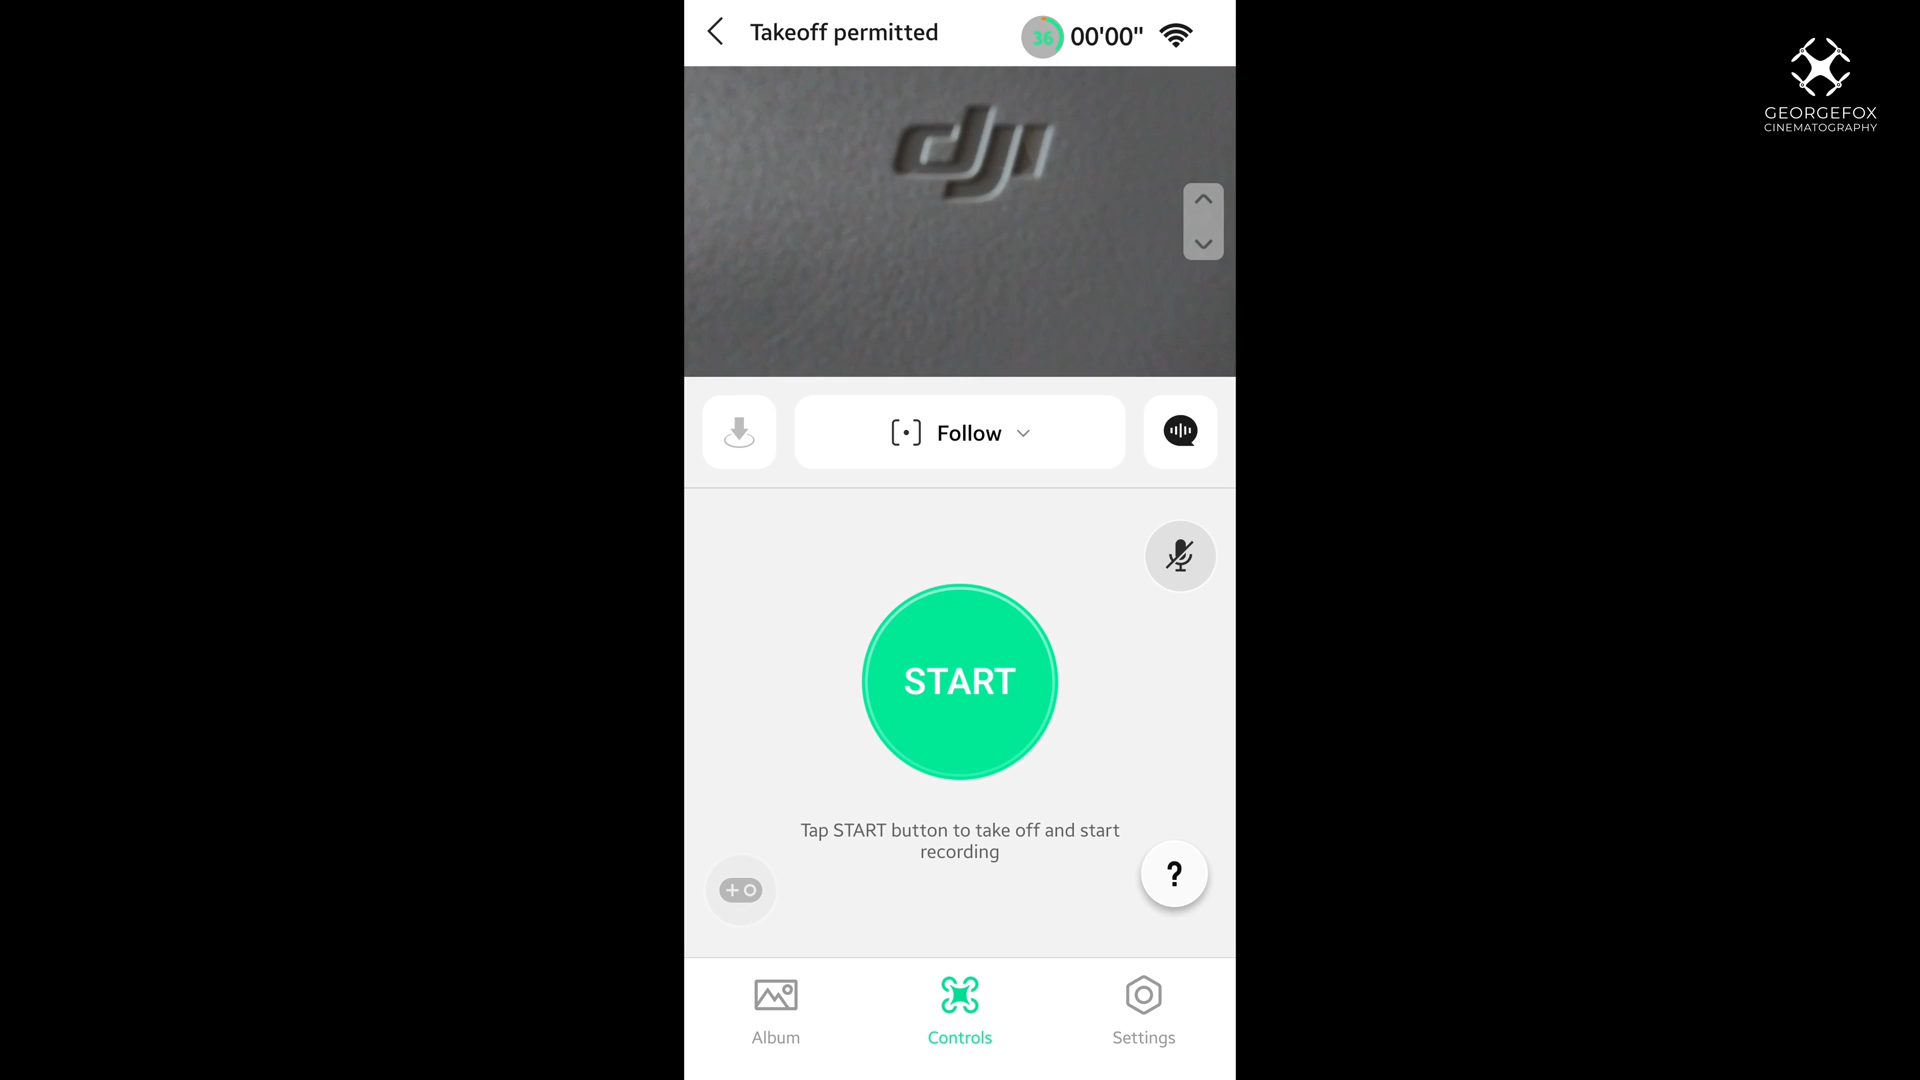 Takeoff permitted
36
00'00"
dji
Follow
START
Tap START button to take off and start
recording
?
Album
Controls
Settings
GEORGEFOX
CINEMATOGRAPHY